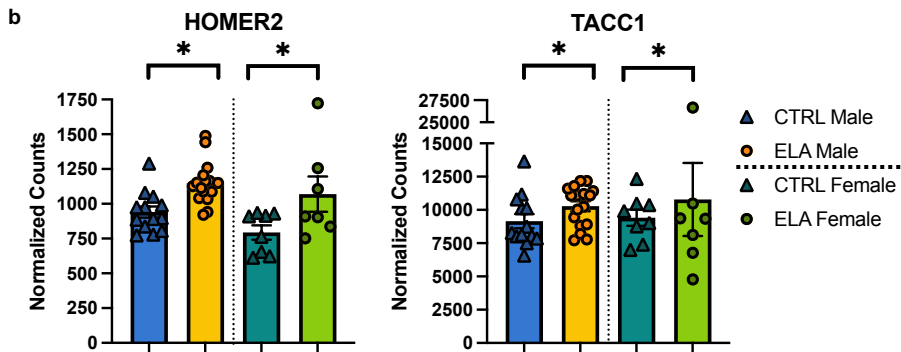 b
HOMER2
*
*
Normalized Counts
1750
1500
1250
1000
750
500
250
0
TACC1
*
*
Normalized Counts
27500
25000
15000
12500
10000
7500
5000
2500
0
CTRL Male
ELA Male
CTRL Female
ELA Female